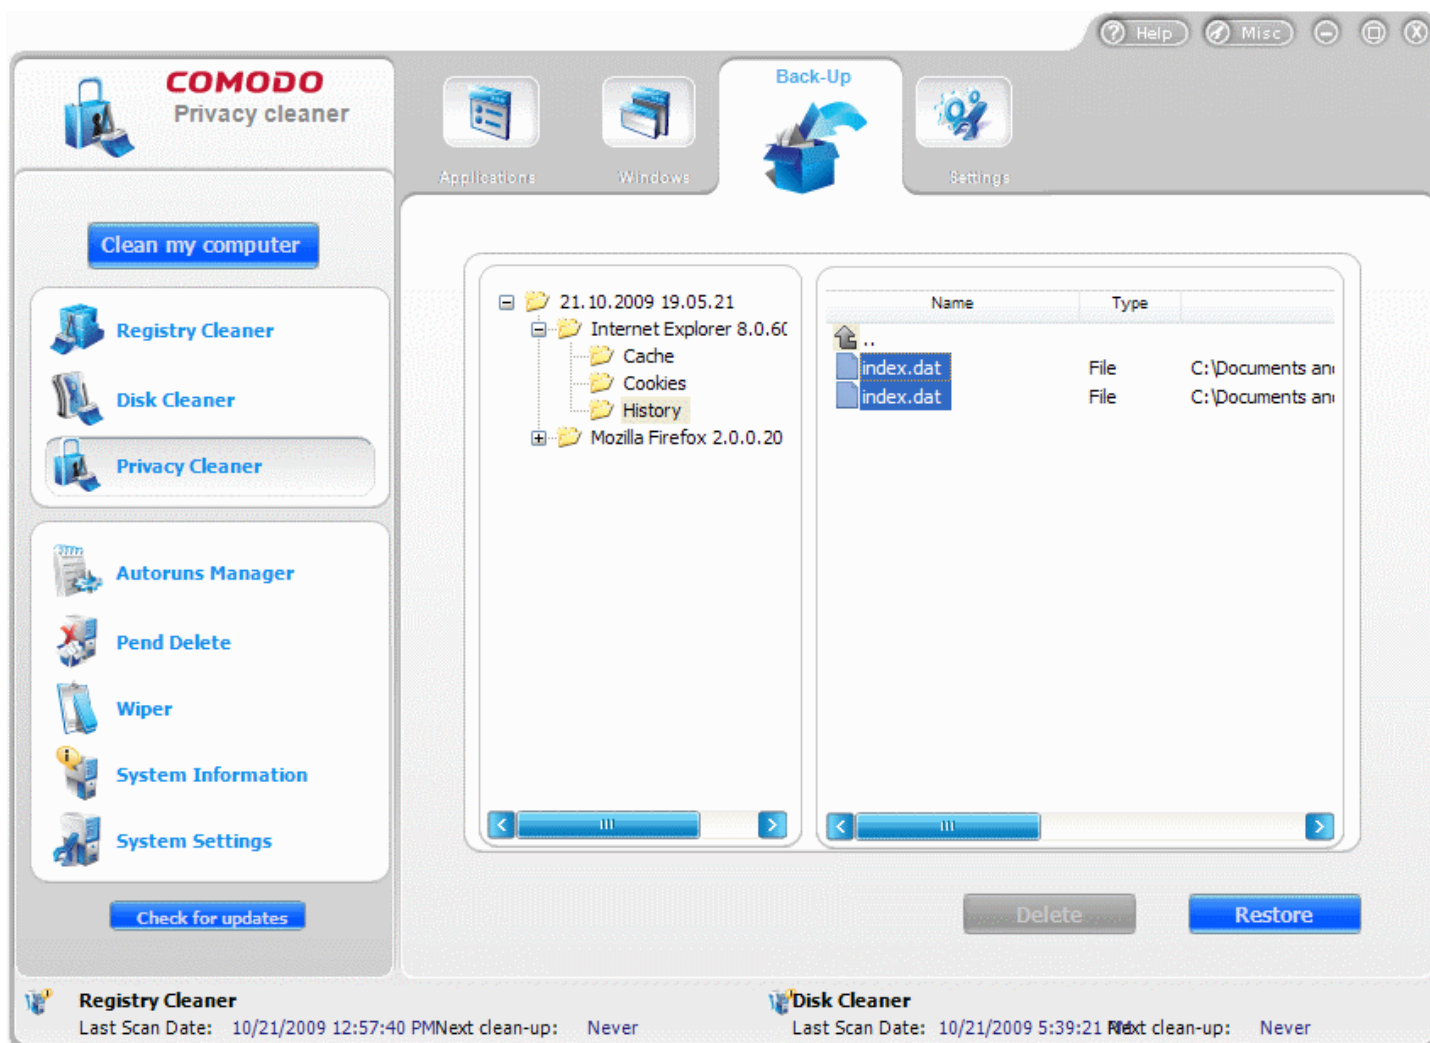 Help Misc
COMODO
Privacy cleaner
Applications
Windows
Back-Up
Settings
Clean my computer
Registry Cleaner
Disk Cleaner
Privacy Cleaner
Autoruns Manager
Pend Delete
Wiper
System Information
System Settings
Check for updates
21.10.2009 19.05.21
Internet Explorer 8.0.60
Cache
Cookies
History
Mozilla Firefox 2.0.0.20
Name Type
..
index.dat File C:\Documents an
index.dat File C:\Documents an
Delete Restore
Registry Cleaner
Last Scan Date: 10/21/2009 12:57:40 PM Next clean-up: Never
Disk Cleaner
Last Scan Date: 10/21/2009 5:39:21 Next clean-up: Never